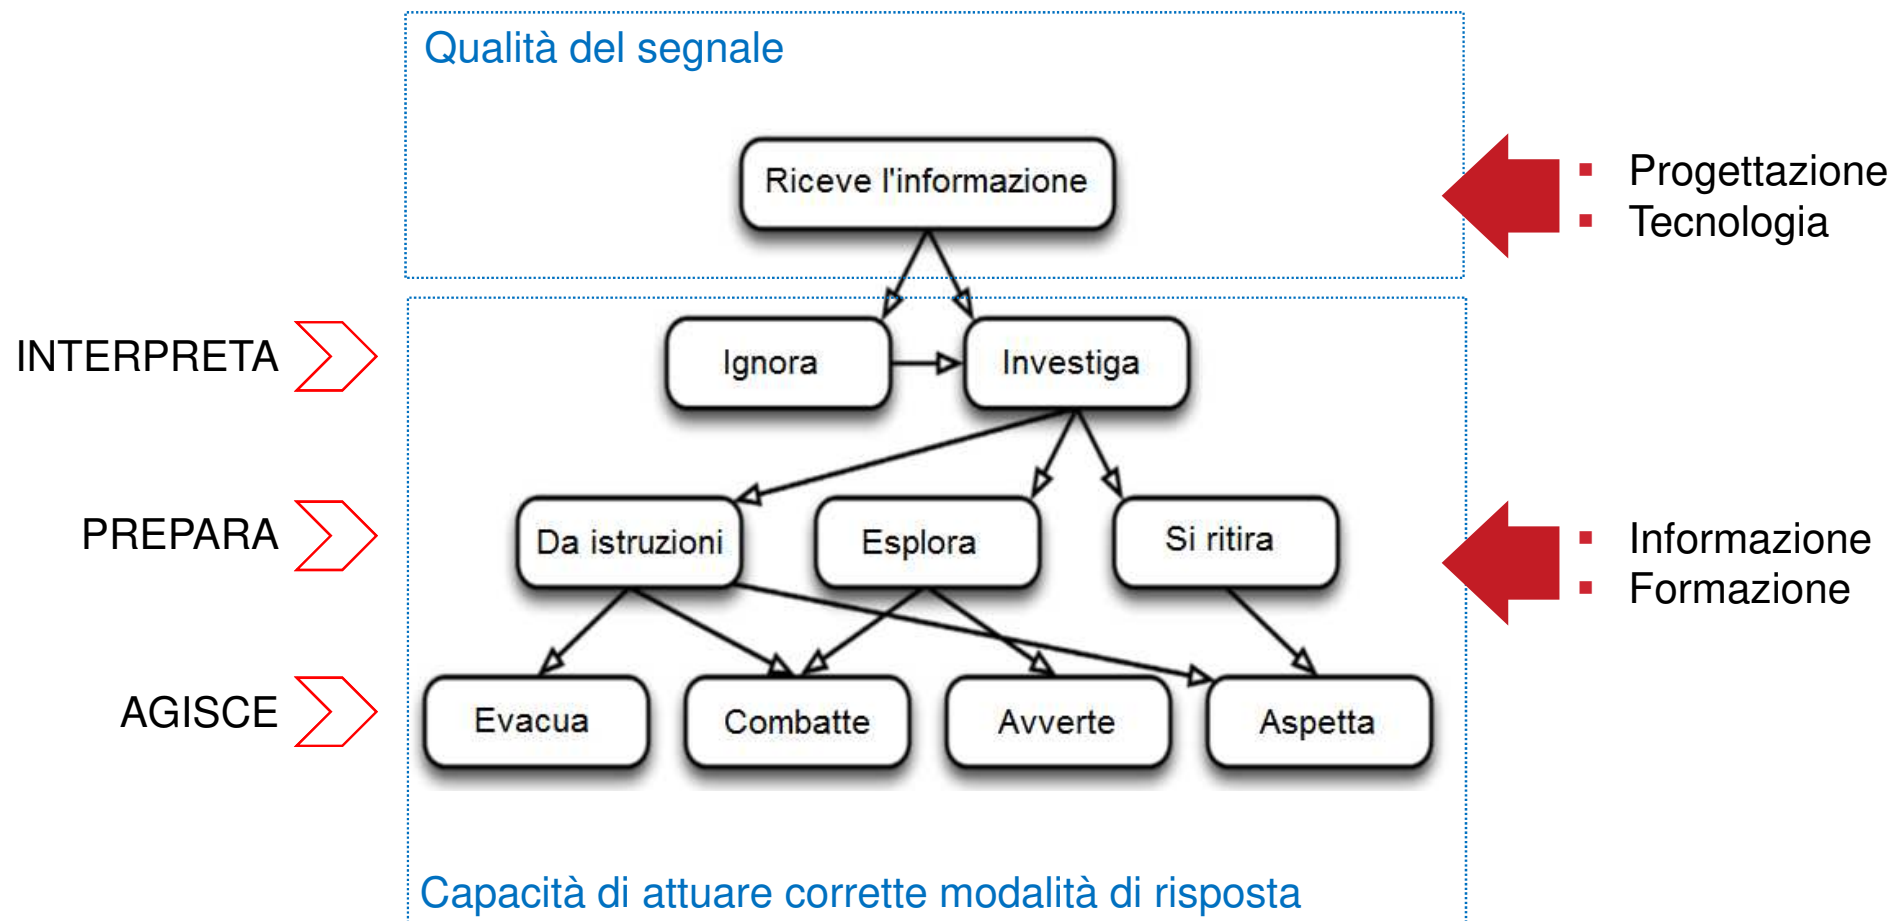 Qualità del segnale
Riceve l'informazione
▪ Progettazione
▪ Tecnologia
INTERPRETA
Ignora
Investiga
PREPARA
Da istruzioni
Esplora
Si ritira
▪ Informazione
▪ Formazione
AGISCE
Evacua
Combatte
Avverte
Aspetta
Capacità di attuare corrette modalità di risposta